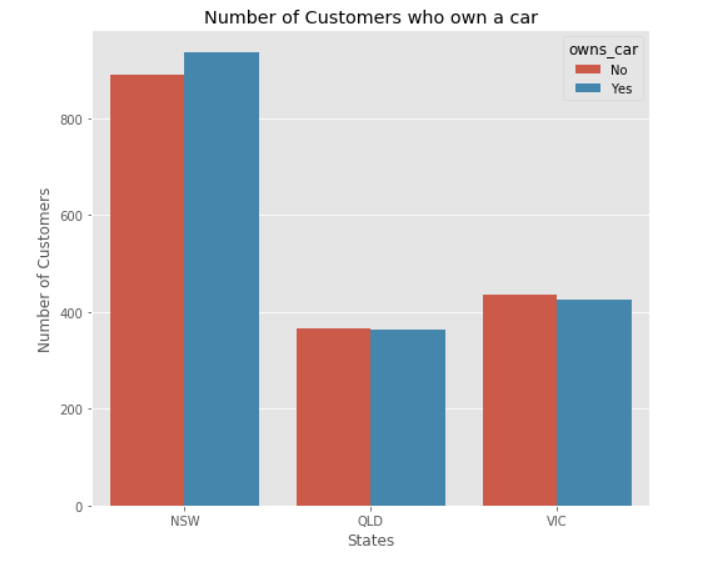 Number of Customers who own a car
owns_car
No
Yes
800
600
400
200
0
Number of Customers
NSW QLD VIC
States